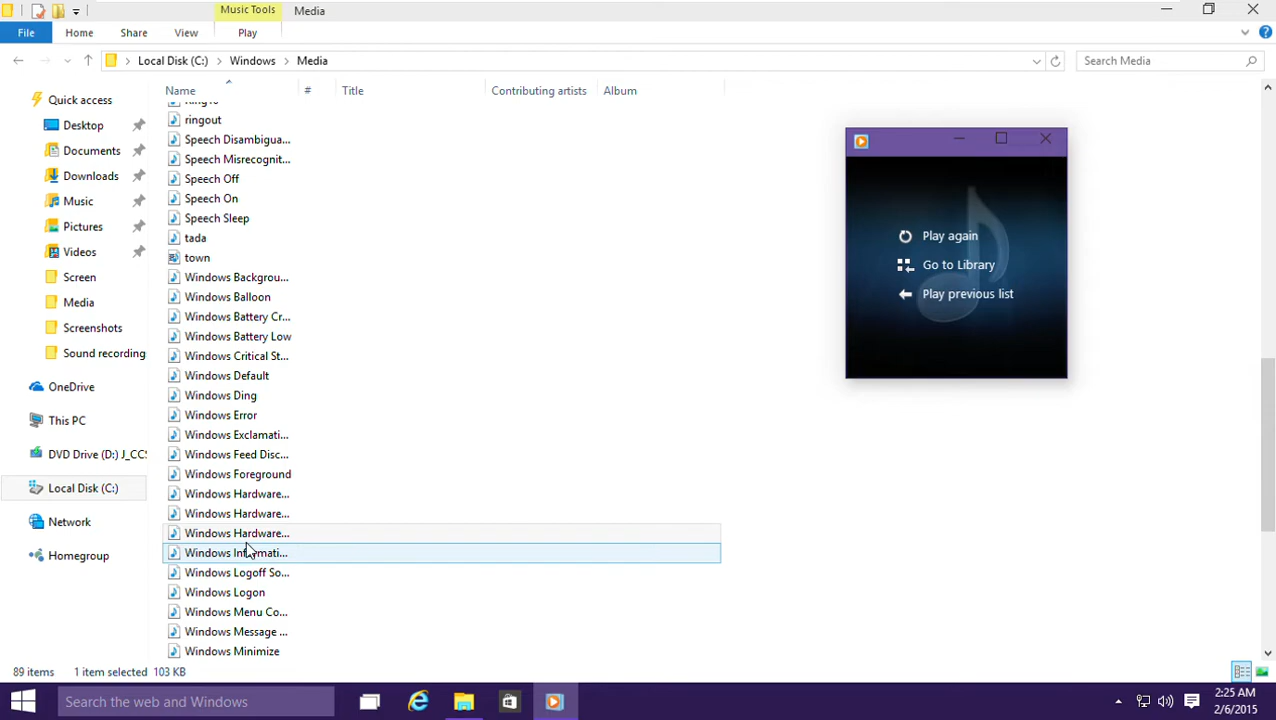 Music Tools
Media
File
Home
Share
View
Play
Local Disk (C:)
Windows
Media
Search Media
Name
#
Title
Contributing artists
Album
Quick access
Desktop
Documents
Downloads
Music
Pictures
Videos
Screen
Media
Screenshots
Sound recording
OneDrive
This PC
DVD Drive (D:) J_CCS
Local Disk (C:)
Network
Homegroup
ringout
Speech Disambigua...
Speech Misrecognit...
Speech Off
Speech On
Speech Sleep
tada
town
Windows Backgrou...
Windows Balloon
Windows Battery Cr...
Windows Battery Low
Windows Critical St...
Windows Default
Windows Ding
Windows Error
Windows Exclamati...
Windows Feed Disc...
Windows Foreground
Windows Hardware...
Windows Hardware...
Windows Hardware...
Windows Informati...
Windows Logoff So...
Windows Logon
Windows Menu Co...
Windows Message ...
Windows Minimize
Play again
Go to Library
Play previous list
89 items
1 item selected
103 KB
Search the web and Windows
2:25 AM
2/6/2015